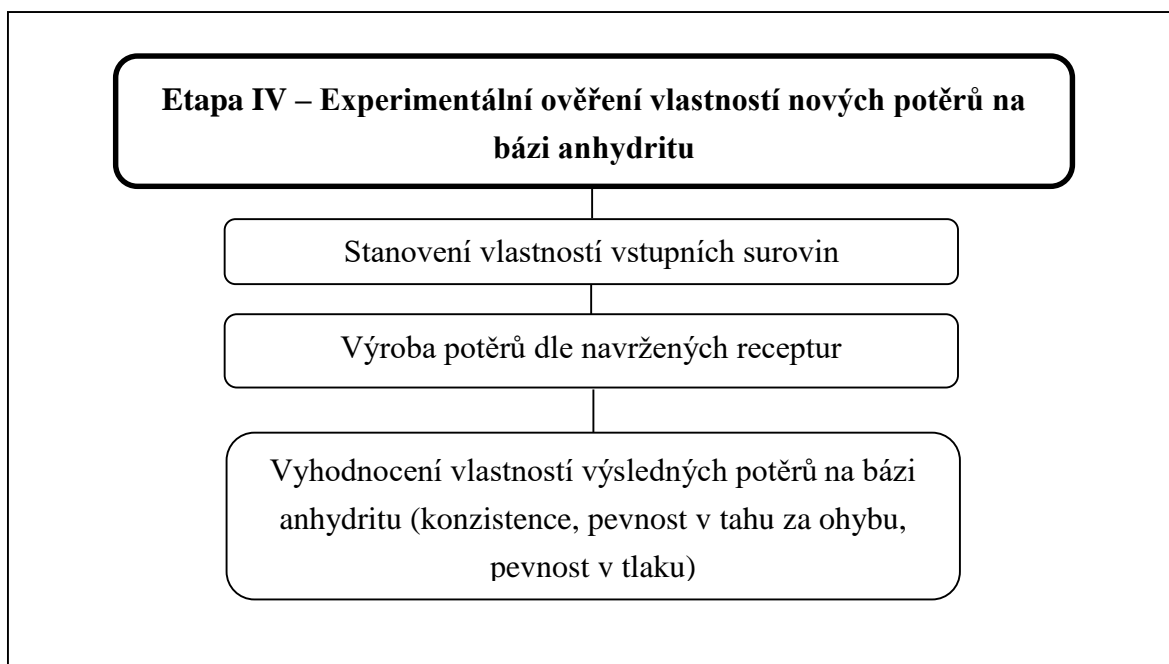 Etapa IV – Experimentální ověření vlastností nových potěrů na
bázi anhydritu
Stanovení vlastností vstupních surovin
Výroba potěrů dle navržených receptur
Vyhodnocení vlastností výsledných potěrů na bázi
anhydritu (konzistence, pevnost v tahu za ohybu,
pevnost v tlaku)